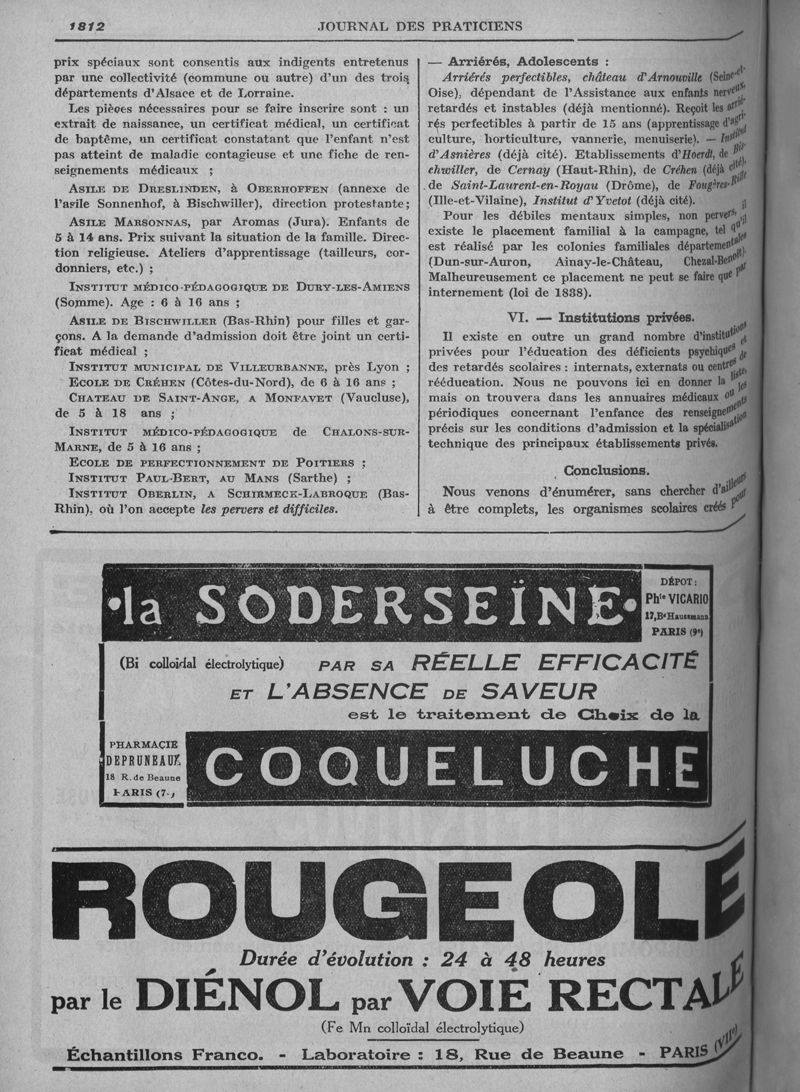 1812
JOURNAL DES PRATICIENS
prix spéciaux sont consentis aux indigents entretenus
par une collectivité (commune ou autre) d'un des trois
départements d'Alsace et de Lorraine.
Les pièces nécessaires pour se faire inscrire sont : un
extrait de naissance, un certificat médical, un certificat
de baptême, un certificat constatant que l'enfant n'est
pas atteint de maladie contagieuse et une fiche de ren-
seignements médicaux ;
ASILE DE DRESLINDEN, à OBERHOFFEN (annexe de
l'asile Sonnenhof, à Bischwiller), direction protestante;
ASILE MARSONNAS, par Aromas (Jura). Enfants de
5 à 14 ans. Prix suivant la situation de la famille. Direc-
tion religieuse. Ateliers d'apprentissage (tailleurs, cor-
donniers, etc.) ;
INSTITUT MÉDICO-PÉDAGOGIQUE DE DURY-LES-AMIENS
(Somme). Age : 6 à 16 ans ;
ASILE DE BISCHWILLER (Bas-Rhin) pour filles et gar-
çons. A la demande d'admission doit être joint un certi-
ficat médical ;
INSTITUT MUNICIPAL DE VILLEURBANNE, près Lyon ;
ECOLE DE CRÉHEN (Côtes-du-Nord), de 6 à 16 ans ;
CHATEAU DE SAINT-ANGE, A MONFAVET (Vaucluse),
de 5 à 18 ans ;
INSTITUT MÉDICO-PÉDAGOGIQUE de CHALONS-SUR-
MARNE, de 5 à 16 ans ;
ECOLE DE PERFECTIONNEMENT DE POITIERS ;
INSTITUT PAUL-BERT, AU MANS (Sarthe) ;
INSTITUT OBERLIN, A SCHIRMECK-LABROQUE (Bas-
Rhin), où l'on accepte les pervers et difficiles.
— Arriérés, Adolescents :
Arriérés perfectibles, château d'Arnouville (Seine-et-
Oise), dépendant de l'Assistance aux enfants nerveux,
retardés et instables (déjà mentionné). Reçoit les arrié-
rés perfectibles à partir de 15 ans (apprentissage d'agri-
culture, horticulture, vannerie, menuiserie). — Institut
d'Asnières (déjà cité). Etablissements d'Hoerdt, de Bis-
chwiller, de Cernay (Haut-Rhin), de Créhen (déjà cité),
de Saint-Laurent-en-Royau (Drôme), de Fougères-Rillé
(Ille-et-Vilaine), Institut d'Yvetot (déjà cité).
Pour les débiles mentaux simples, non pervers, il
existe le placement familial à la campagne, tel qu'il
est réalisé par les colonies familiales départementales
(Dun-sur-Auron, Ainay-le-Château, Chezal-Benoît).
Malheureusement ce placement ne peut se faire que par
internement (loi de 1838).
VI. — Institutions privées.
Il existe en outre un grand nombre d'institutions
privées pour l'éducation des déficients psychiques et
des retardés scolaires : internats, externats ou centres de
rééducation. Nous ne pouvons ici en donner la liste,
mais on trouvera dans les annuaires médicaux ou les
périodiques concernant l'enfance des renseignements
précis sur les conditions d'admission et la spécialisation
technique des principaux établissements privés.
Conclusions.
Nous venons d'énumérer, sans chercher d'ailleurs
à être complets, les organismes scolaires créés pour
•la SODERSEÏNE•
DÉPOT :
Phie VICARIO
17, Bd Haussmann
PARIS (9e)
(Bi colloïdal électrolytique) PAR SA RÉELLE EFFICACITÉ
ET L'ABSENCE DE SAVEUR
est le traitement de Choix de la
PHARMACIE
DEPRUNEAUX
18 R. de Beaune
PARIS (7e)
COQUELUCHE
ROUGEOLE
Durée d'évolution : 24 à 48 heures
par le DIÉNOL par VOIE RECTALE
(Fe Mn colloïdal électrolytique)
Échantillons Franco. - Laboratoire : 18, Rue de Beaune - PARIS (VIIe)